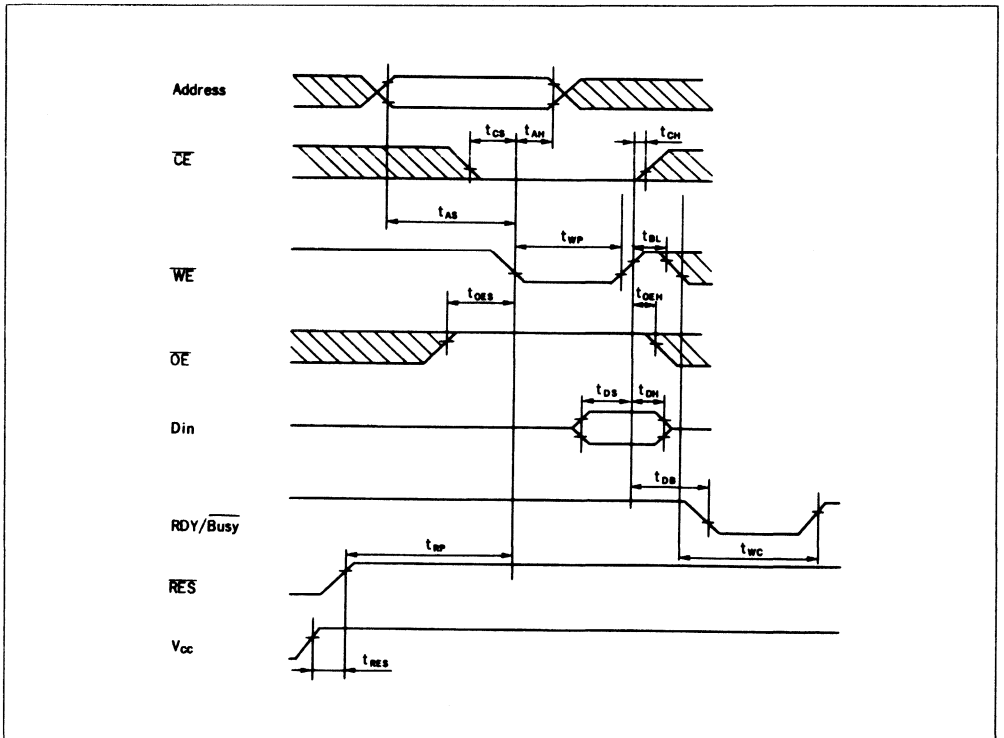 Address
tCS tAH tCH
CE
tAS
tWP tBL
WE
tOES tOEH
OE
tDS tDH
Din
tDB
RDY/Busy
tRP tWC
RES
Vcc
tRES